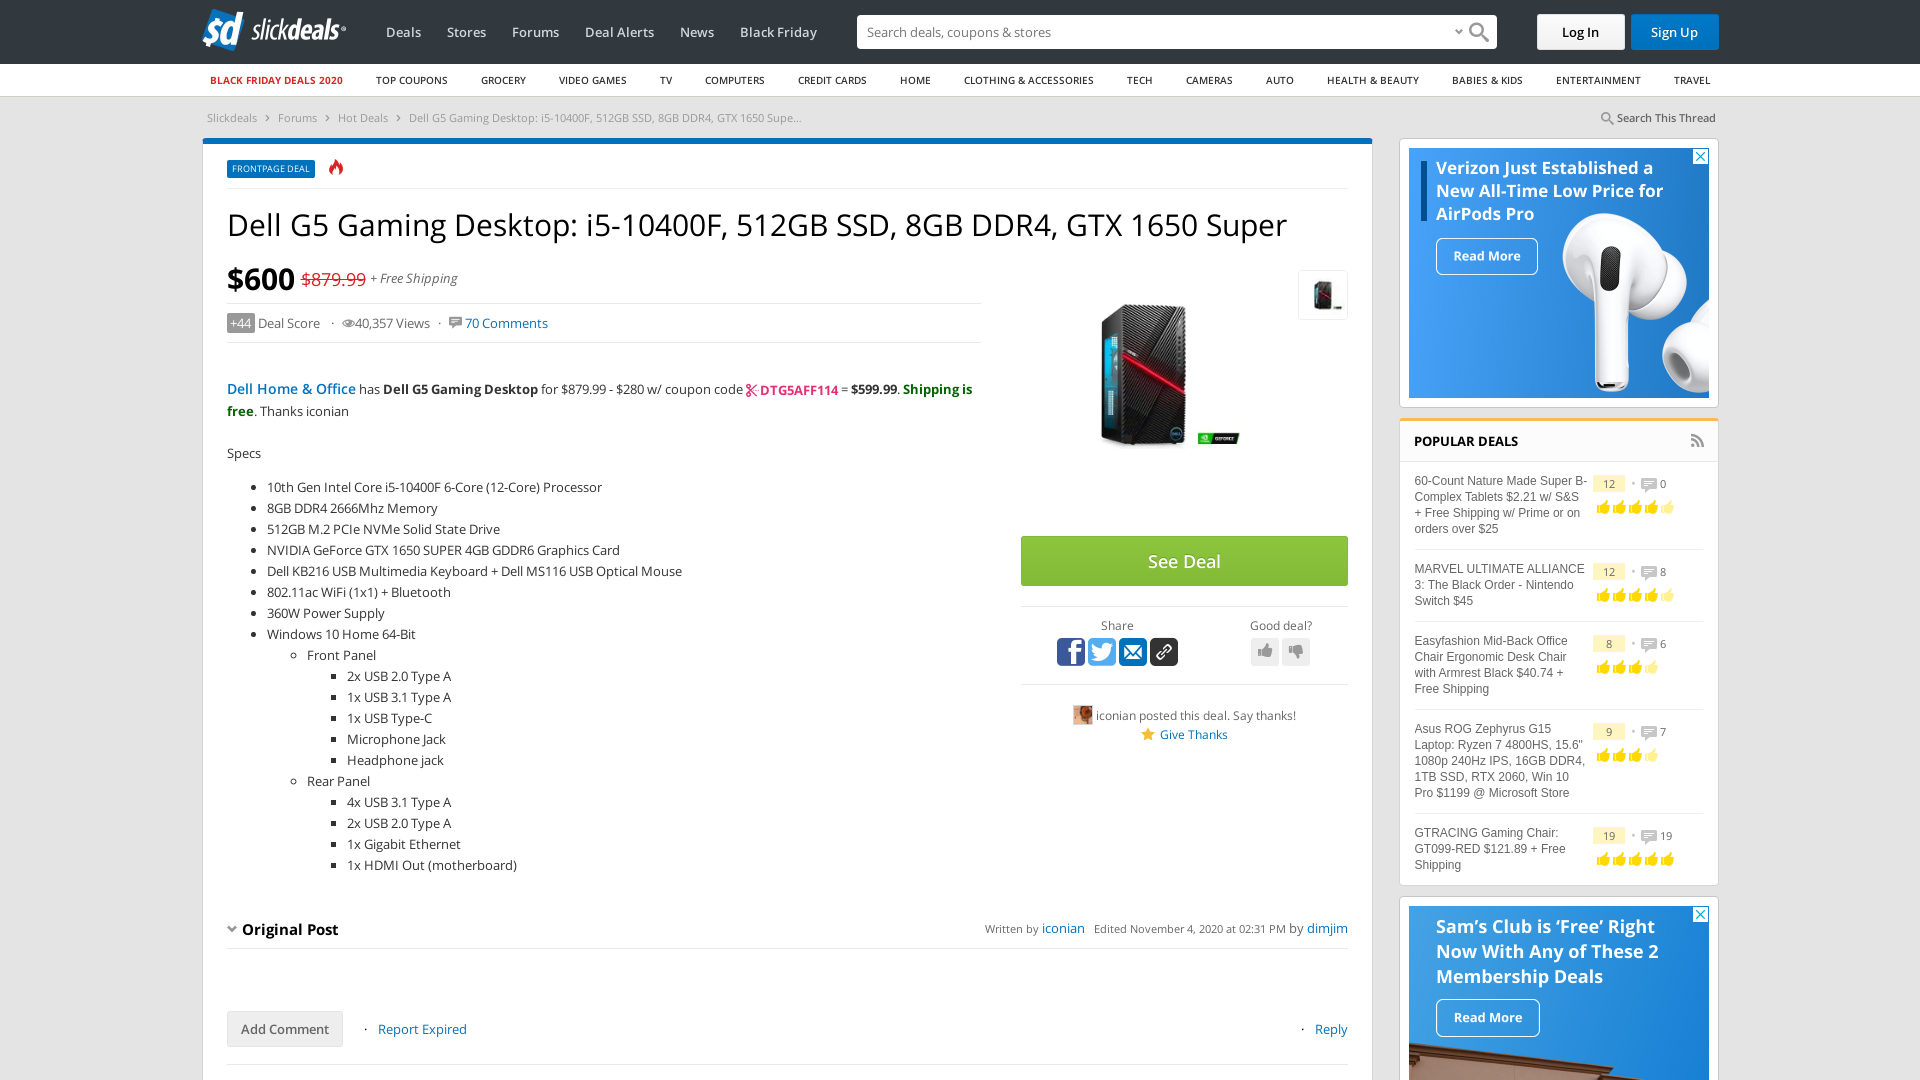 sd slickdeals
Deals
Stores
Forums
Deal Alerts
News
Black Friday
Search deals, coupons & stores
Log In
Sign Up
BLACK FRIDAY DEALS 2020
TOP COUPONS
GROCERY
VIDEO GAMES
TV
COMPUTERS
CREDIT CARDS
HOME
CLOTHING & ACCESSORIES
TECH
CAMERAS
AUTO
HEALTH & BEAUTY
BABIES & KIDS
ENTERTAINMENT
TRAVEL
Slickdeals › Forums › Hot Deals › Dell G5 Gaming Desktop: i5-10400F, 512GB SSD, 8GB DDR4, GTX 1650 Supe...
Search This Thread
FRONTPAGE DEAL
Dell G5 Gaming Desktop: i5-10400F, 512GB SSD, 8GB DDR4, GTX 1650 Super
$600 $879.99 + Free Shipping
+44 Deal Score · 40,357 Views · 70 Comments
Dell Home & Office has Dell G5 Gaming Desktop for $879.99 - $280 w/ coupon code DTG5AFF114 = $599.99. Shipping is
free. Thanks iconian
Specs
10th Gen Intel Core i5-10400F 6-Core (12-Core) Processor
8GB DDR4 2666Mhz Memory
512GB M.2 PCIe NVMe Solid State Drive
NVIDIA GeForce GTX 1650 SUPER 4GB GDDR6 Graphics Card
Dell KB216 USB Multimedia Keyboard + Dell MS116 USB Optical Mouse
802.11ac WiFi (1x1) + Bluetooth
360W Power Supply
Windows 10 Home 64-Bit
Front Panel
2x USB 2.0 Type A
1x USB 3.1 Type A
1x USB Type-C
Microphone Jack
Headphone jack
Rear Panel
4x USB 3.1 Type A
2x USB 2.0 Type A
1x Gigabit Ethernet
1x HDMI Out (motherboard)
GEFORCE
See Deal
Share
Good deal?
iconian posted this deal. Say thanks!
Give Thanks
Original Post
Written by iconian Edited November 4, 2020 at 02:31 PM by dimjim
Add Comment
· Report Expired
· Reply
Verizon Just Established a
New All-Time Low Price for
AirPods Pro
Read More
POPULAR DEALS
60-Count Nature Made Super B-
Complex Tablets $2.21 w/ S&S
+ Free Shipping w/ Prime or on
orders over $25
12 • 0
MARVEL ULTIMATE ALLIANCE
3: The Black Order - Nintendo
Switch $45
12 • 8
Easyfashion Mid-Back Office
Chair Ergonomic Desk Chair
with Armrest Black $40.74 +
Free Shipping
8 • 6
Asus ROG Zephyrus G15
Laptop: Ryzen 7 4800HS, 15.6"
1080p 240Hz IPS, 16GB DDR4,
1TB SSD, RTX 2060, Win 10
Pro $1199 @ Microsoft Store
9 • 7
GTRACING Gaming Chair:
GT099-RED $121.89 + Free
Shipping
19 • 19
Sam's Club is ‘Free’ Right
Now With Any of These 2
Membership Deals
Read More